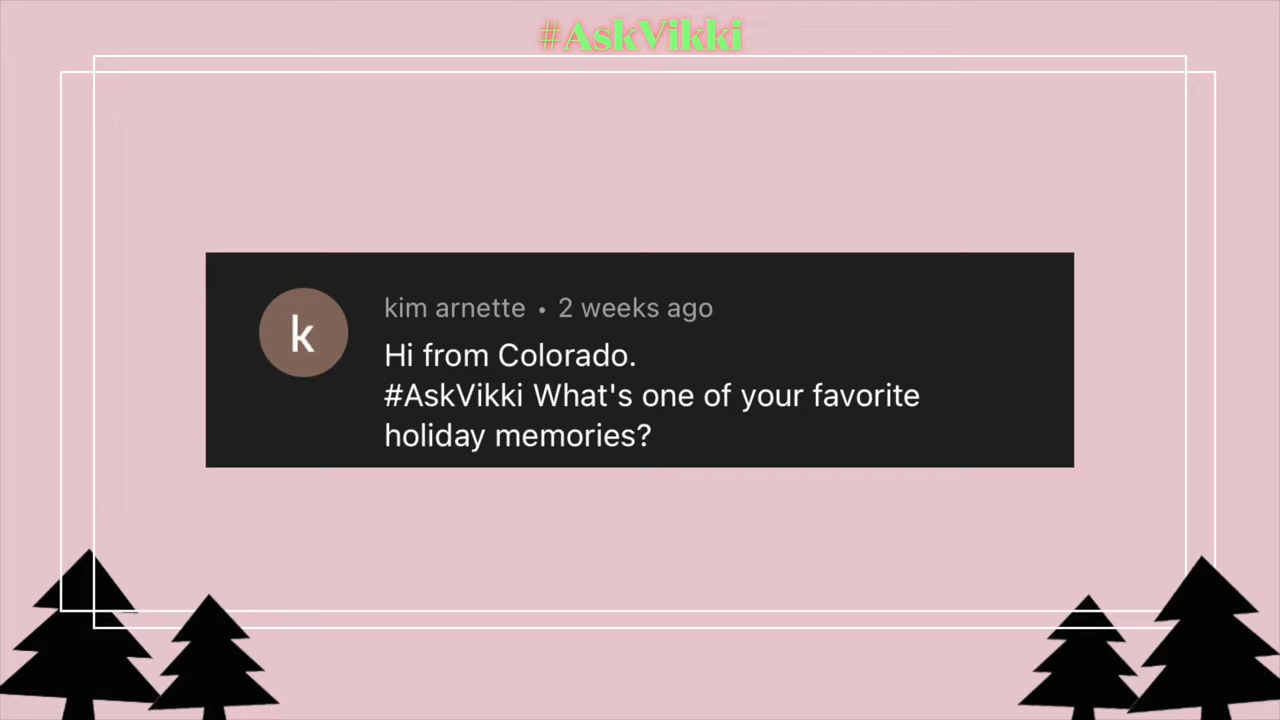 #AskVikki
k
kim arnette • 2 weeks ago
Hi from Colorado.
#AskVikki What's one of your favorite
holiday memories?